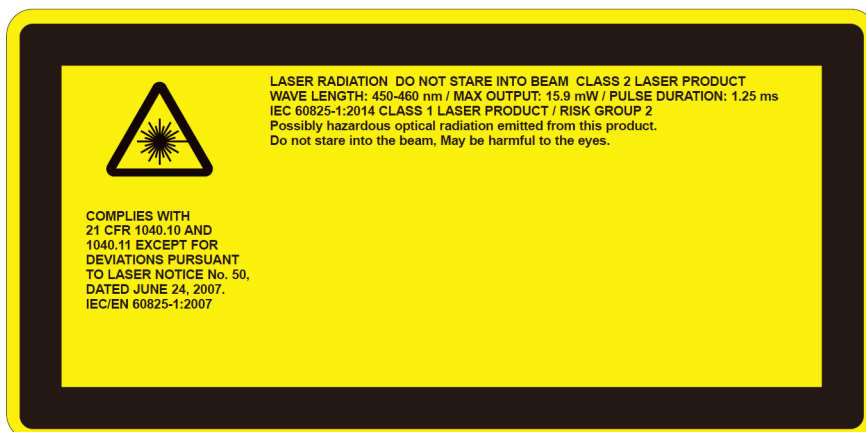 LASER RADIATION  DO NOT STARE INTO BEAM  CLASS 2 LASER PRODUCT
WAVE LENGTH: 450-460 nm / MAX OUTPUT: 15.9 mW / PULSE DURATION: 1.25 ms
IEC 60825-1:2014 CLASS 1 LASER PRODUCT / RISK GROUP 2
Possibly hazardous optical radiation emitted from this product.
Do not stare into the beam, May be harmful to the eyes.
COMPLIES WITH
21 CFR 1040.10 AND
1040.11 EXCEPT FOR
DEVIATIONS PURSUANT
TO LASER NOTICE No. 50,
DATED JUNE 24, 2007.
IEC/EN 60825-1:2007